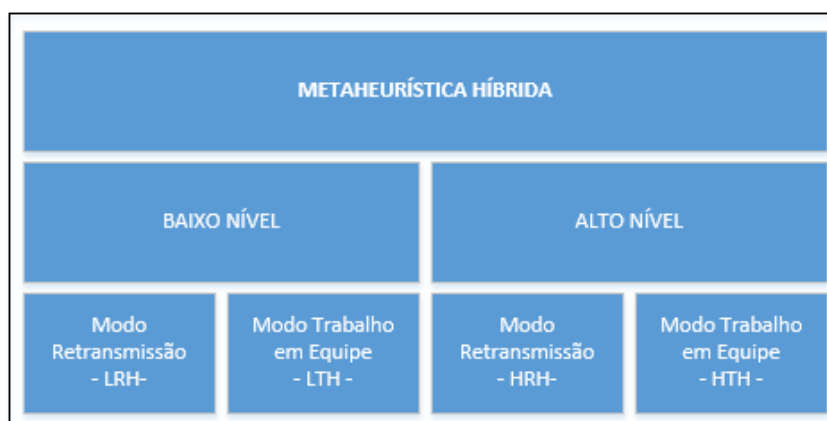 METAHEURÍSTICA HÍBRIDA
BAIXO NÍVEL
ALTO NÍVEL
Modo
Retransmissão
- LRH-
Modo Trabalho
em Equipe
- LTH -
Modo
Retransmissão
- HRH-
Modo Trabalho
em Equipe
- HTH -